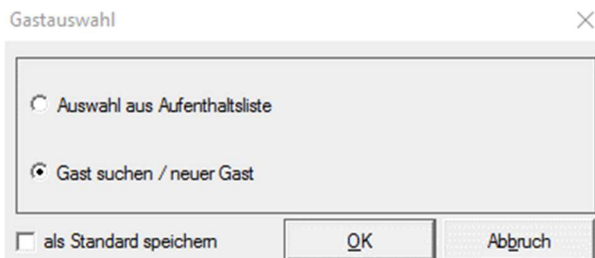 Gastauswahl
Auswahl aus Aufenthaltsliste
Gast suchen / neuer Gast
als Standard speichern
OK
Abbruch